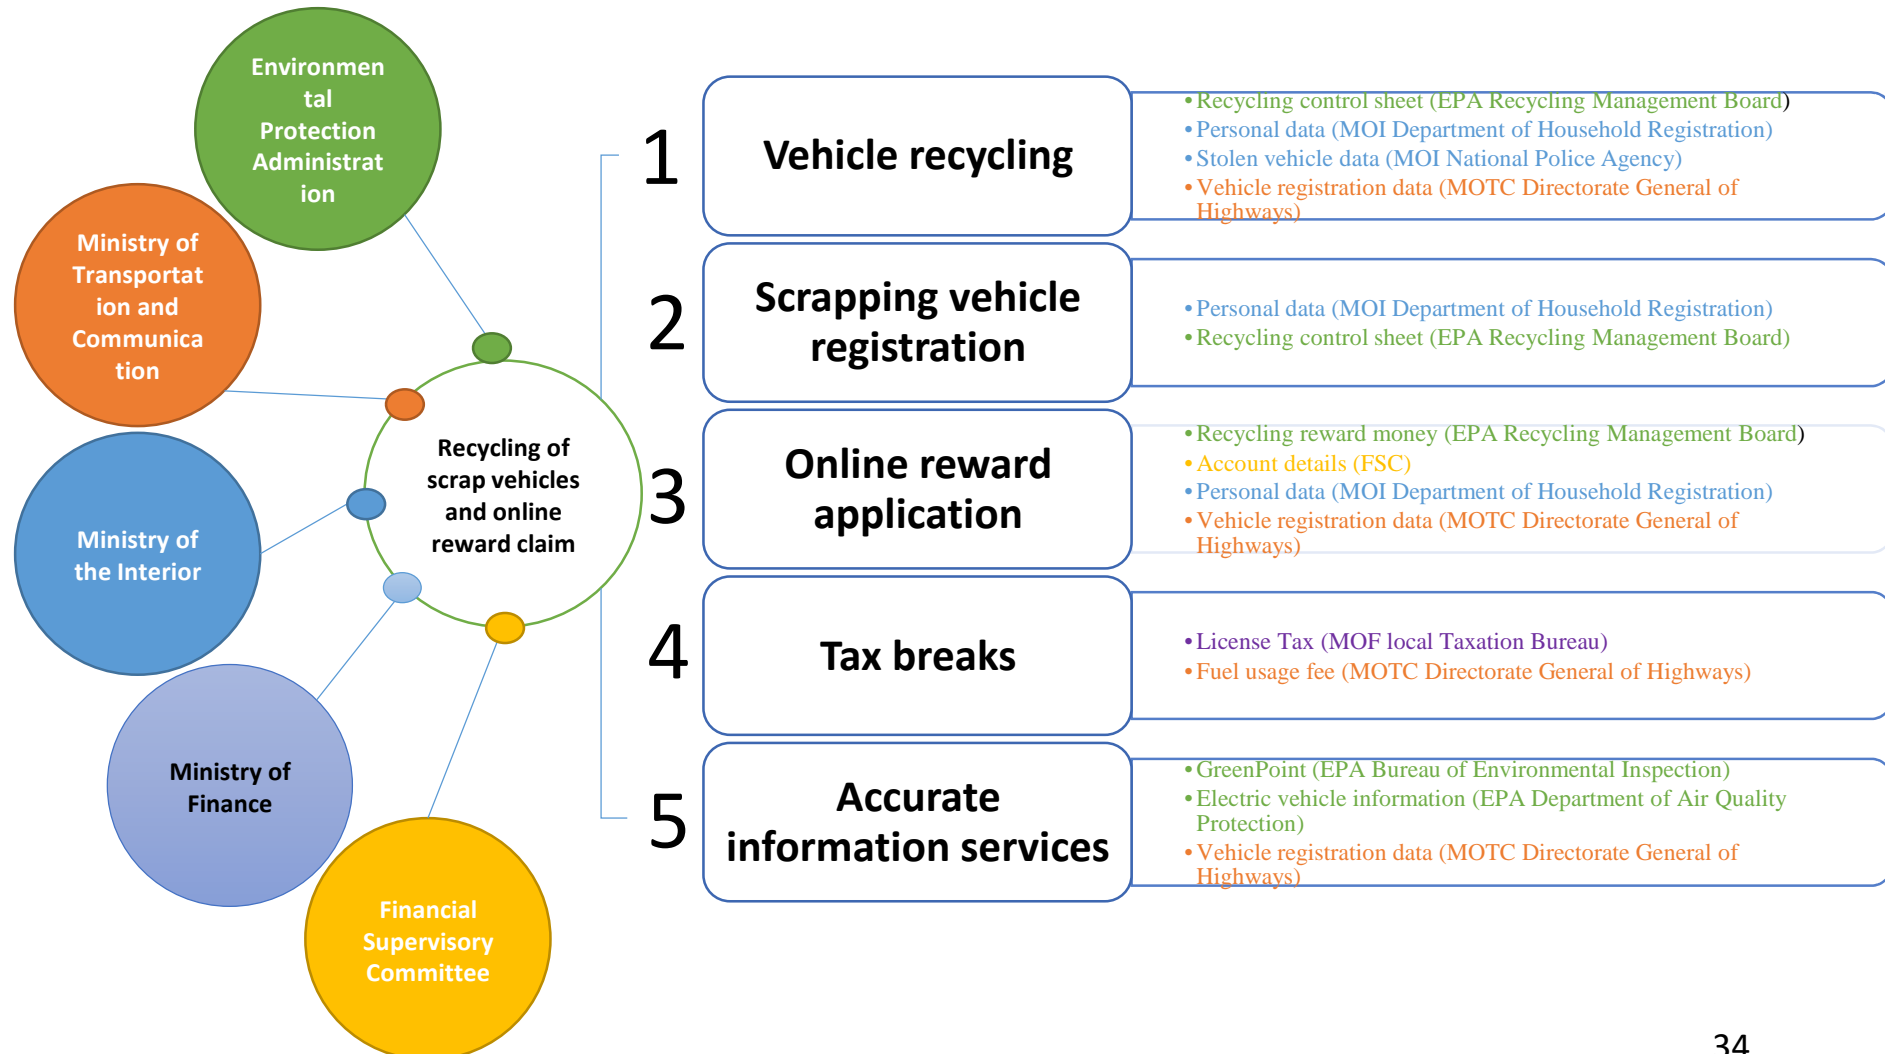 Environmen
tal
Protection
Administrat
ion
Ministry of
Transportat
ion and
Communica
tion
Ministry of
the Interior
Ministry of
Finance
Financial
Supervisory
Committee
Recycling of
scrap vehicles
and online
reward claim
1
Vehicle recycling
•Recycling control sheet (EPA Recycling Management Board)
•Personal data (MOI Department of Household Registration)
•Stolen vehicle data (MOI National Police Agency)
•Vehicle registration data (MOTC Directorate General of
Highways)
2
Scrapping vehicle
registration
•Personal data (MOI Department of Household Registration)
•Recycling control sheet (EPA Recycling Management Board)
3
Online reward
application
•Recycling reward money (EPA Recycling Management Board)
•Account details (FSC)
•Personal data (MOI Department of Household Registration)
•Vehicle registration data (MOTC Directorate General of
Highways)
4
Tax breaks
•License Tax (MOF local Taxation Bureau)
•Fuel usage fee (MOTC Directorate General of Highways)
5
Accurate
information services
•GreenPoint (EPA Bureau of Environmental Inspection)
•Electric vehicle information (EPA Department of Air Quality
Protection)
•Vehicle registration data (MOTC Directorate General of
Highways)
34